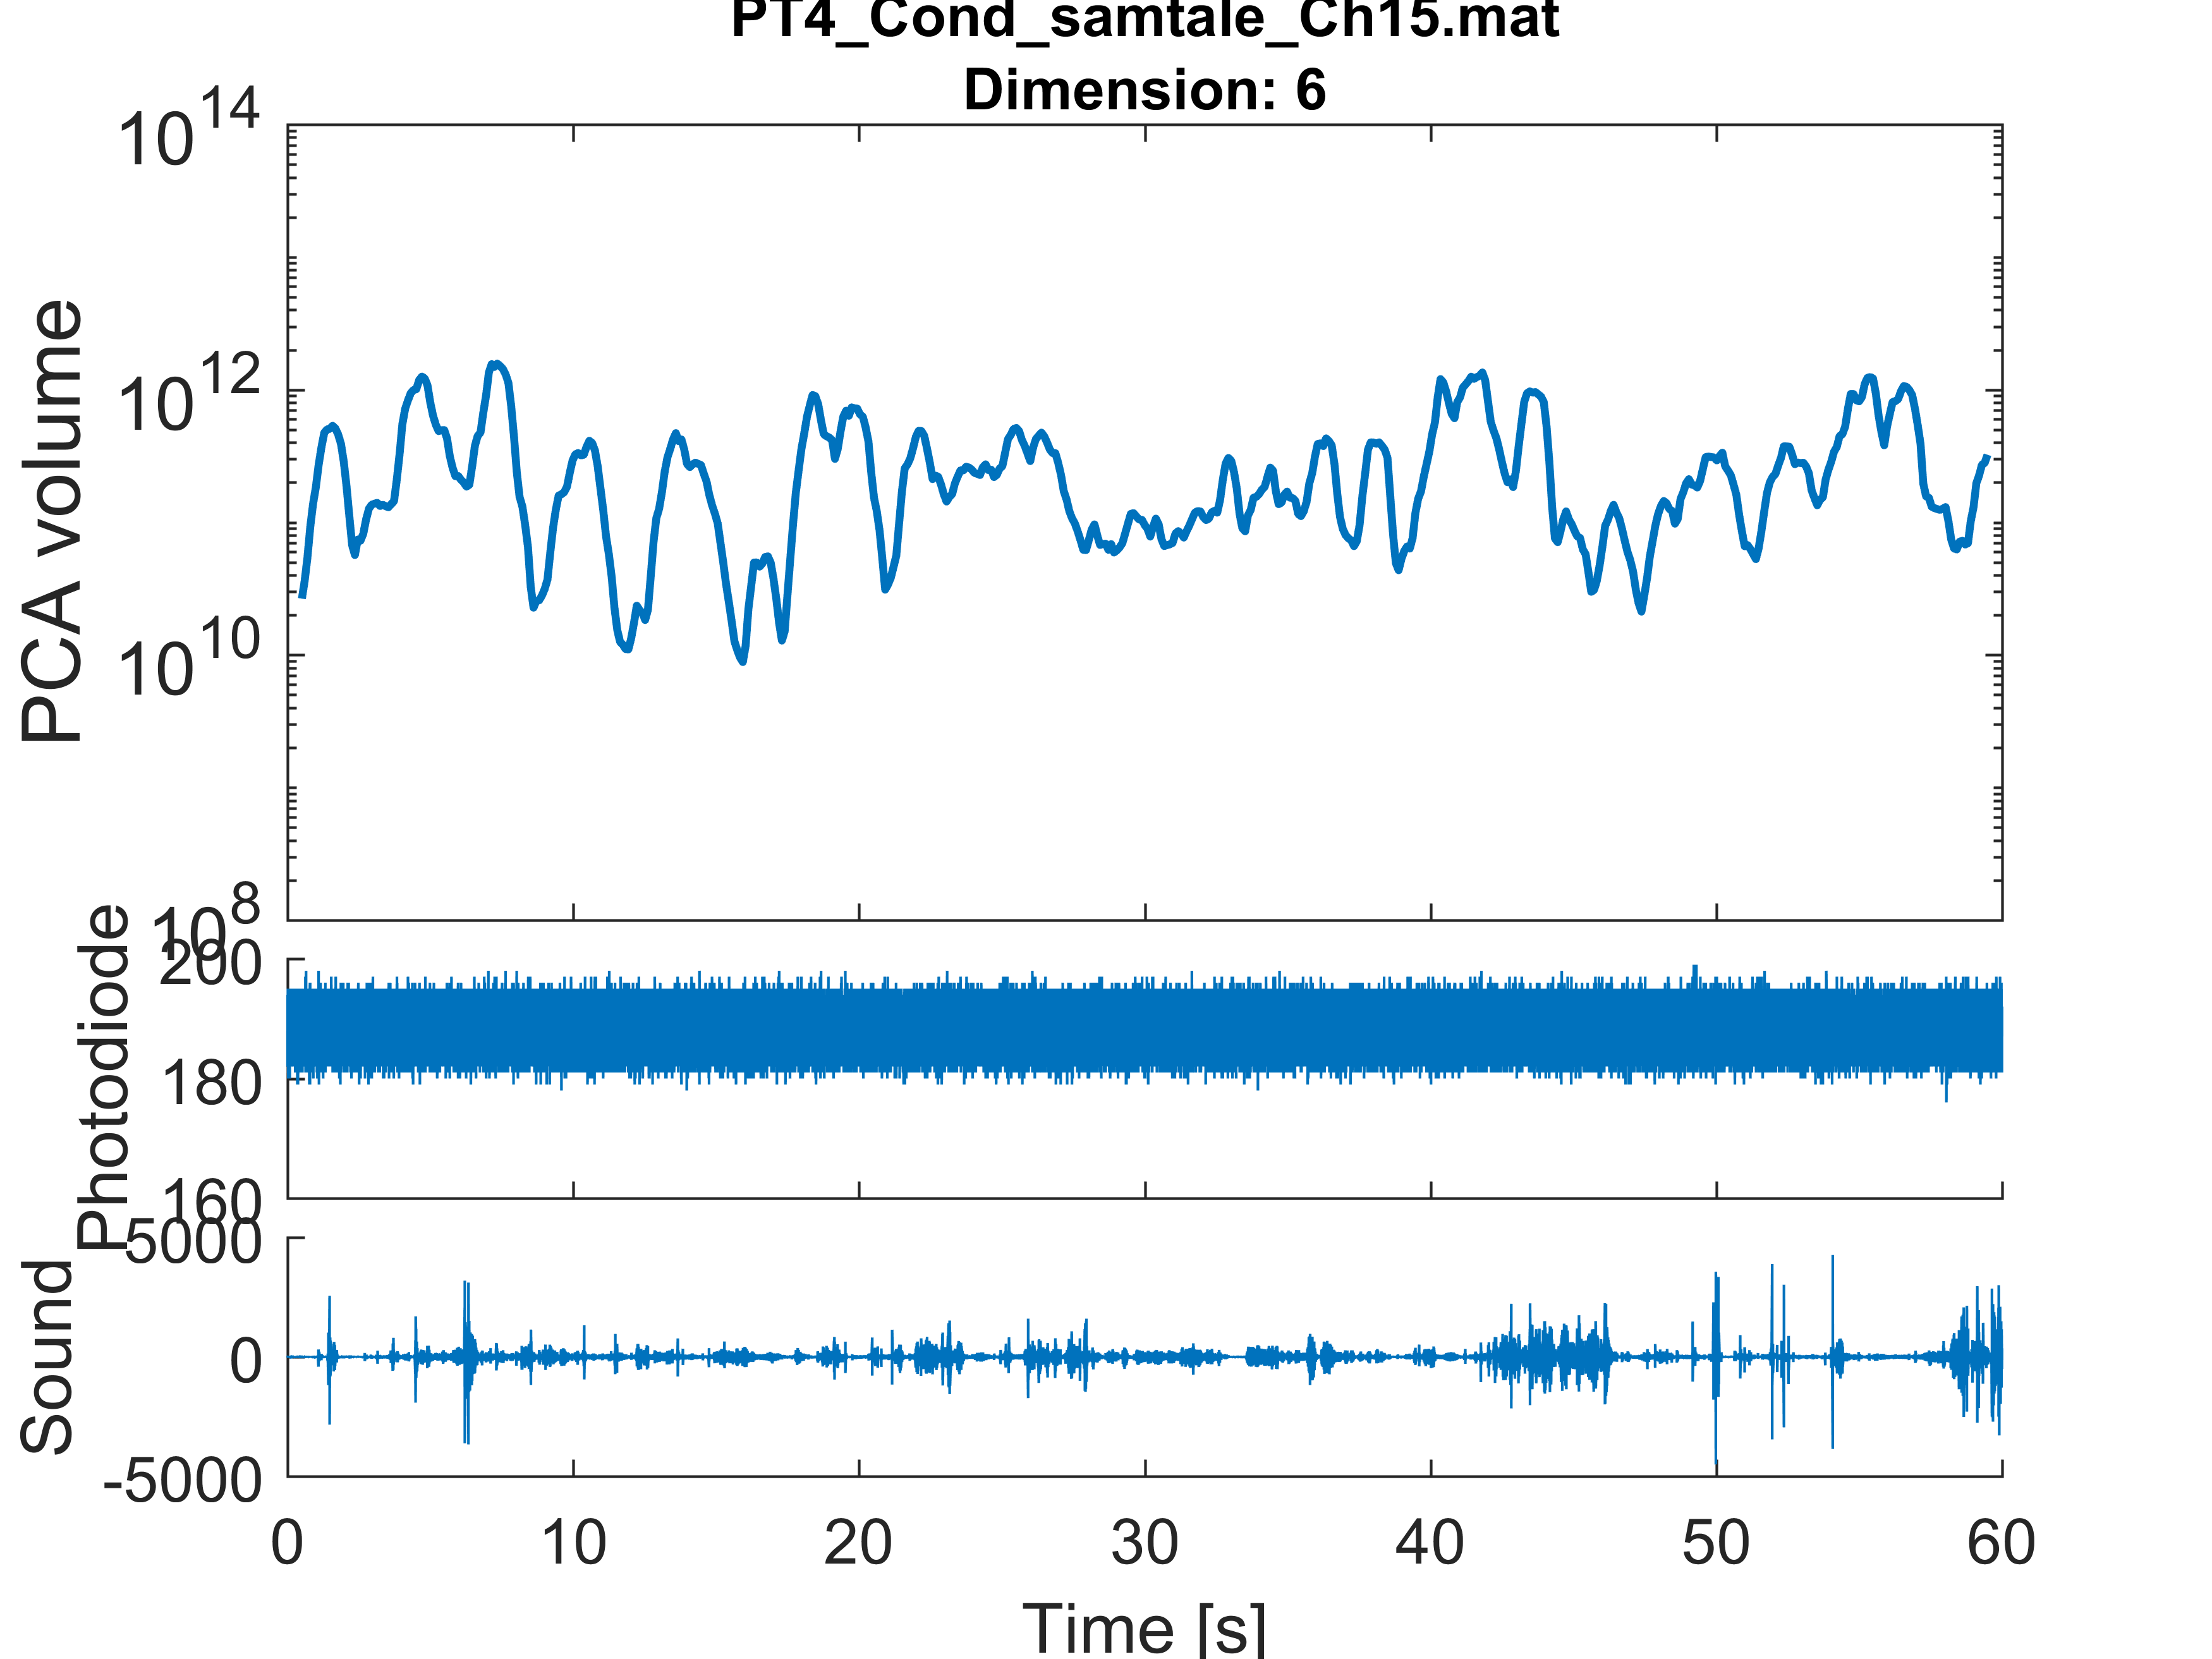 PT4_Cond_samtale_Ch15.mat
Dimension: 6
PCA volume
10^14
10^12
10^10
10^8
Photodiode
200
180
160
Sound
5000
0
-5000
0 10 20 30 40 50 60
Time [s]